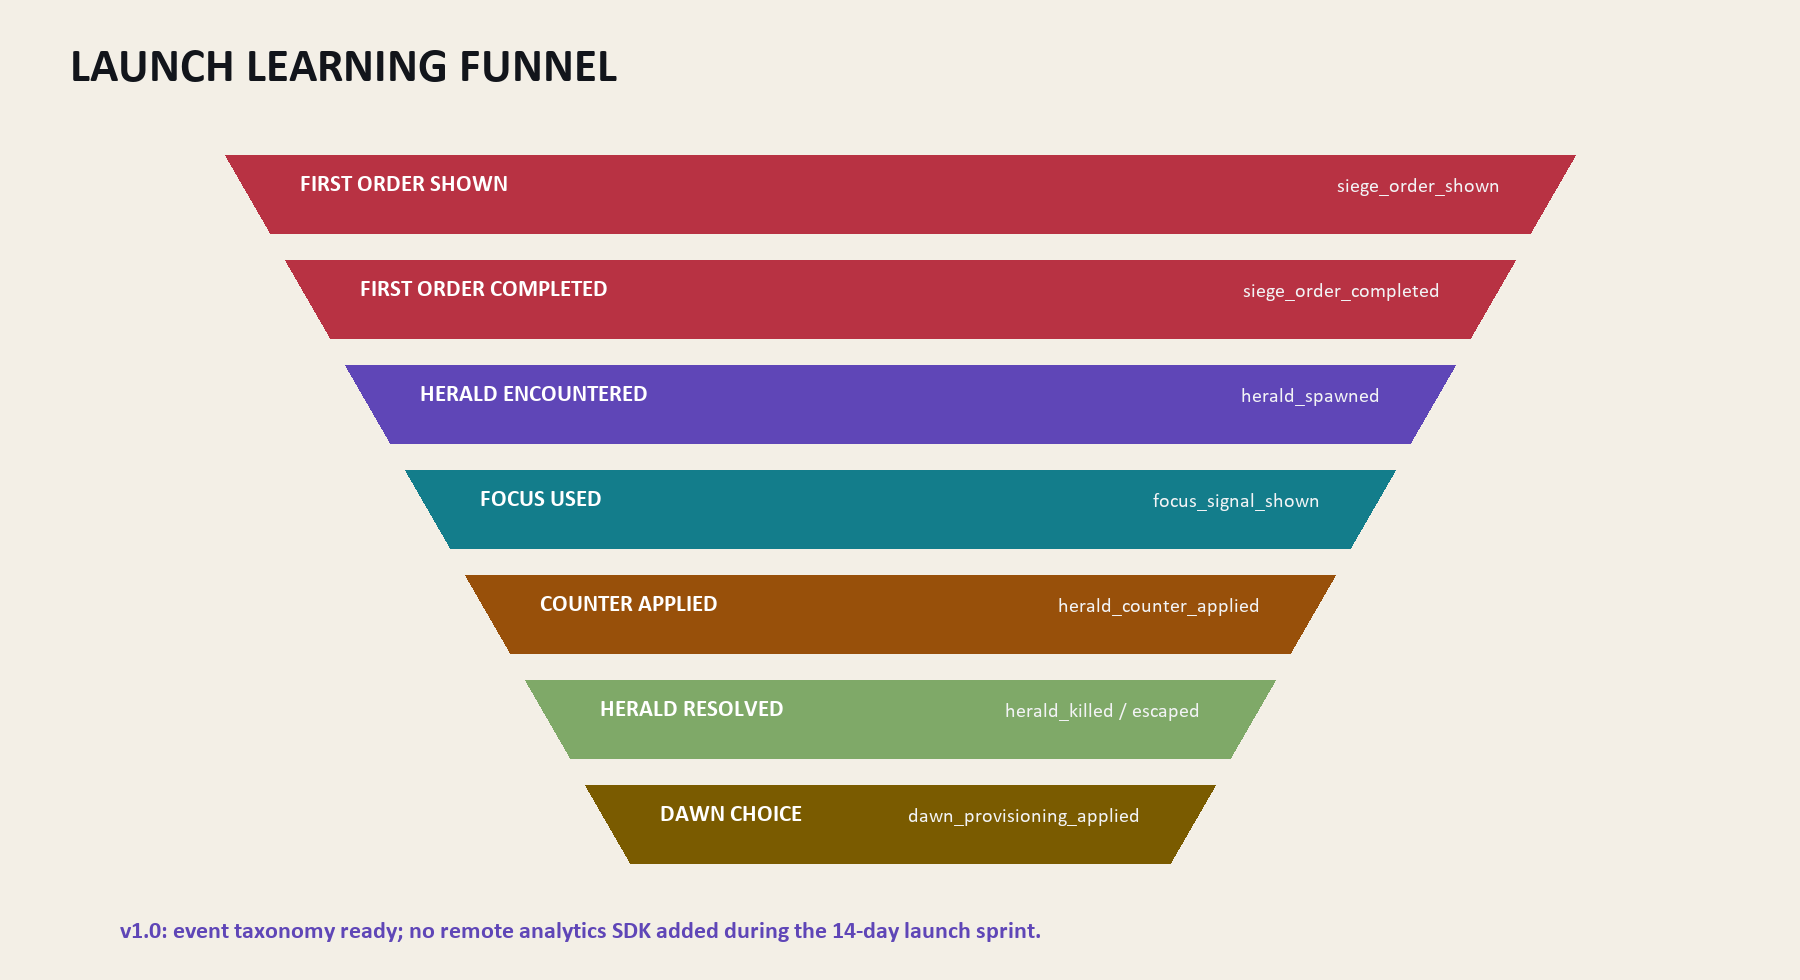 LAUNCH LEARNING FUNNEL
FIRST ORDER SHOWN siege_order_shown
FIRST ORDER COMPLETED siege_order_completed
HERALD ENCOUNTERED herald_spawned
FOCUS USED focus_signal_shown
COUNTER APPLIED herald_counter_applied
HERALD RESOLVED herald_killed / escaped
DAWN CHOICE dawn_provisioning_applied
v1.0: event taxonomy ready; no remote analytics SDK added during the 14-day launch sprint.